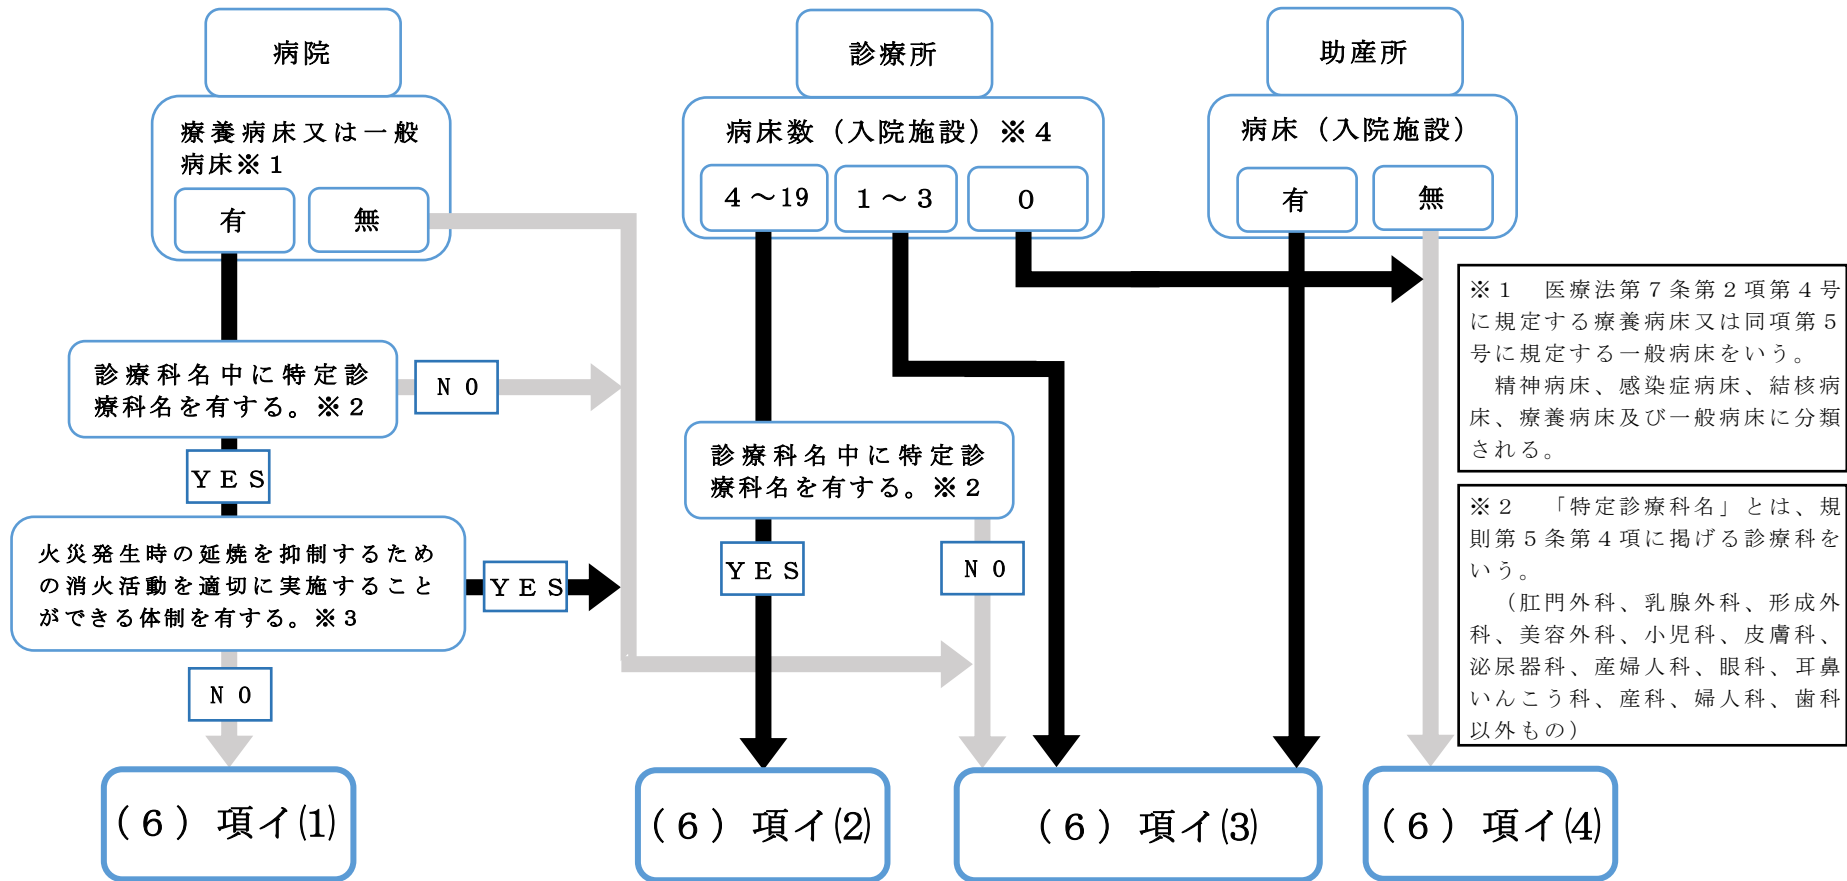 病院
療養病床又は一般
病床※１
有
無
診療科名中に特定診
療科名を有する。※２
ＮＯ
ＹＥＳ
火災発生時の延焼を抑制するため
の消火活動を適切に実施すること
ができる体制を有する。※３
ＹＥＳ
ＮＯ
（６）項イ⑴
診療所
病床数（入院施設）※４
４～19
１～３
０
診療科名中に特定診
療科名を有する。※２
ＹＥＳ
ＮＯ
（６）項イ⑵
（６）項イ⑶
助産所
病床（入院施設）
有
無
（６）項イ⑷
※１　医療法第７条第２項第４号
に規定する療養病床又は同項第５
号に規定する一般病床をいう。
精神病床、感染症病床、結核病
床、療養病床及び一般病床に分類
される。
※２　「特定診療科名」とは、規
則第５条第４項に掲げる診療科を
いう。
（肛門外科、乳腺外科、形成外
科、美容外科、小児科、皮膚科、
泌尿器科、産婦人科、眼科、耳鼻
いんこう科、産科、婦人科、歯科
以外もの）